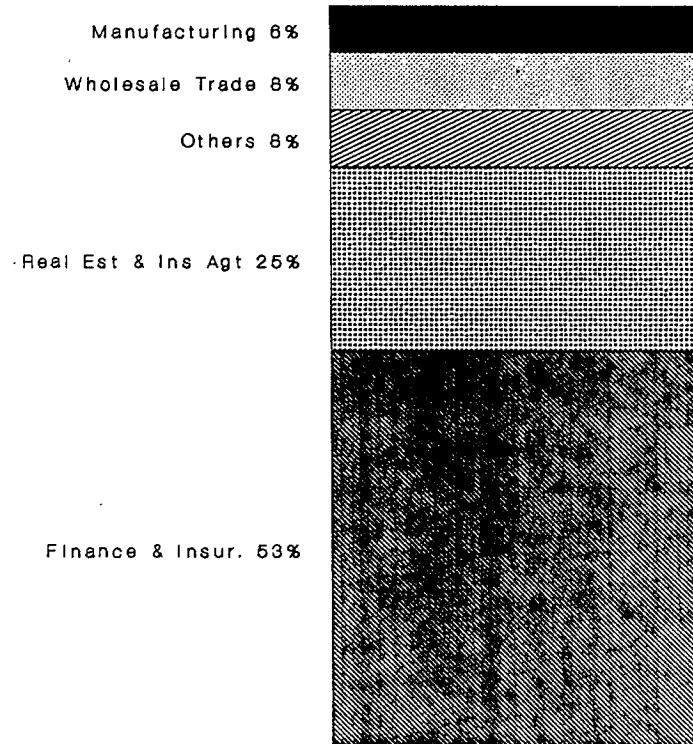 Manufacturing 6%
Wholesale Trade 8%
Others 8%
Real Est & Ins Agt 25%
Finance & Insur. 53%